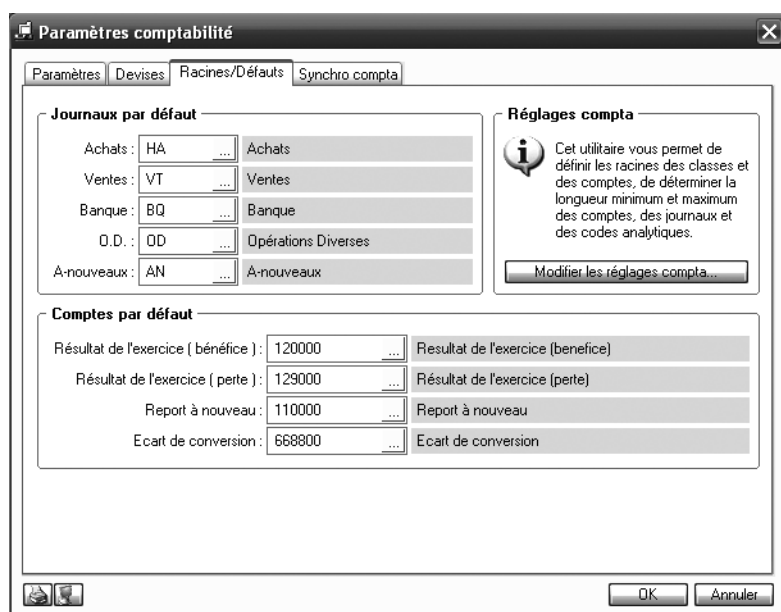 Paramètres comptabilité
Paramètres Devises Racines/Défauts Synchro compta
Journaux par défaut
Achats : HA ... Achats
Ventes : VT ... Ventes
Banque : BQ ... Banque
O.D. : OD ... Opérations Diverses
A-nouveaux : AN ... A-nouveaux
Réglages compta
Cet utilitaire vous permet de
définir les racines des classes et
des comptes, de déterminer la
longueur minimum et maximum
des comptes, des journaux et
des codes analytiques.
Modifier les réglages compta...
Comptes par défaut
Résultat de l'exercice ( bénéfice ) : 120000 ... Resultat de l'exercice (benefice)
Résultat de l'exercice ( perte ) : 129000 ... Résultat de l'exercice (perte)
Report à nouveau : 110000 ... Report à nouveau
Ecart de conversion : 668800 ... Ecart de conversion
OK Annuler